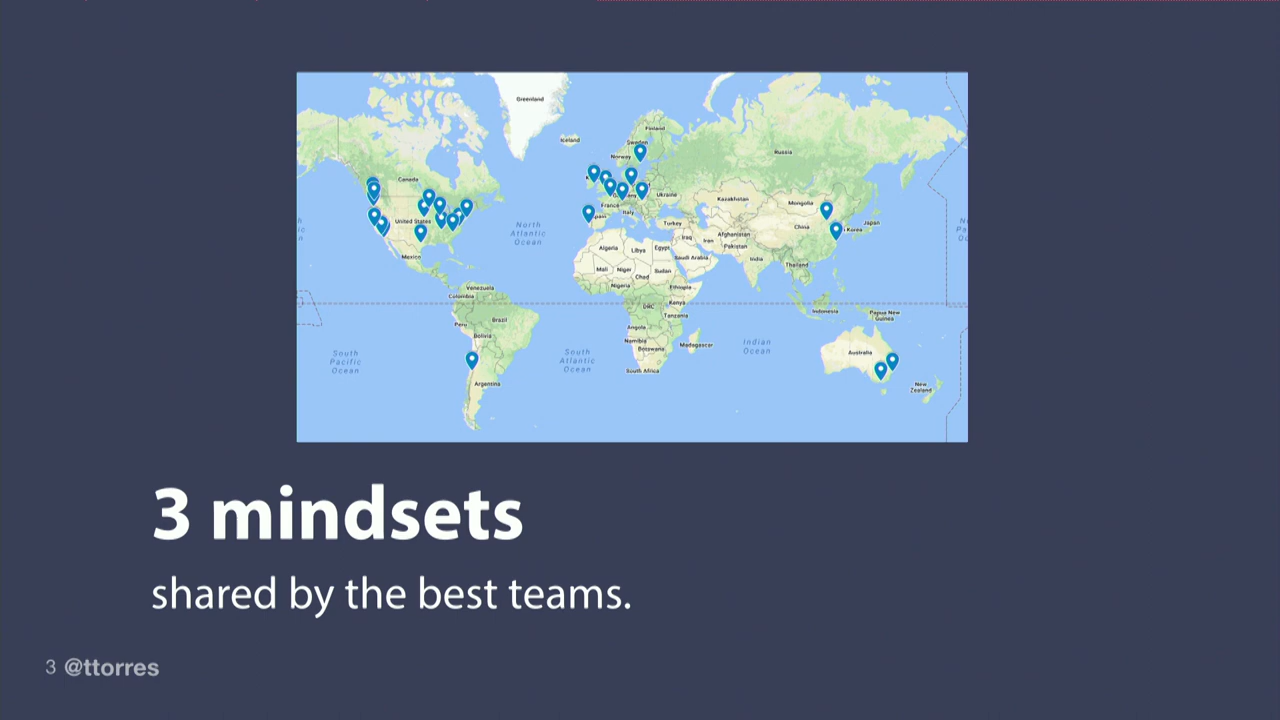 Greenland
Iceland
Finland
Sweden
Norway
Russia
Canada
Ukraine
Kazakhstan
Mongolia
France
United States
Spain
Italy
Turkey
China
Japan
North
Atlantic
Ocean
Afghanistan
Iraq
Iran
Pakistan
Algeria
Libya
Egypt
Mexico
Saudi Arabia
India
Thailand
Mali
Niger
Chad
Sudan
Nigeria
Ethiopia
Venezuela
Colombia
Kenya
DRC
Indonesia
Papua New
Guinea
Tanzania
Brazil
Peru
Angola
Bolivia
Namibia
Botswana
Madagascar
South
Pacific
Ocean
South
Atlantic
Ocean
Indian
Ocean
Australia
South Africa
Argentina
New
Zealand
3 mindsets
shared by the best teams.
3 @ttorres